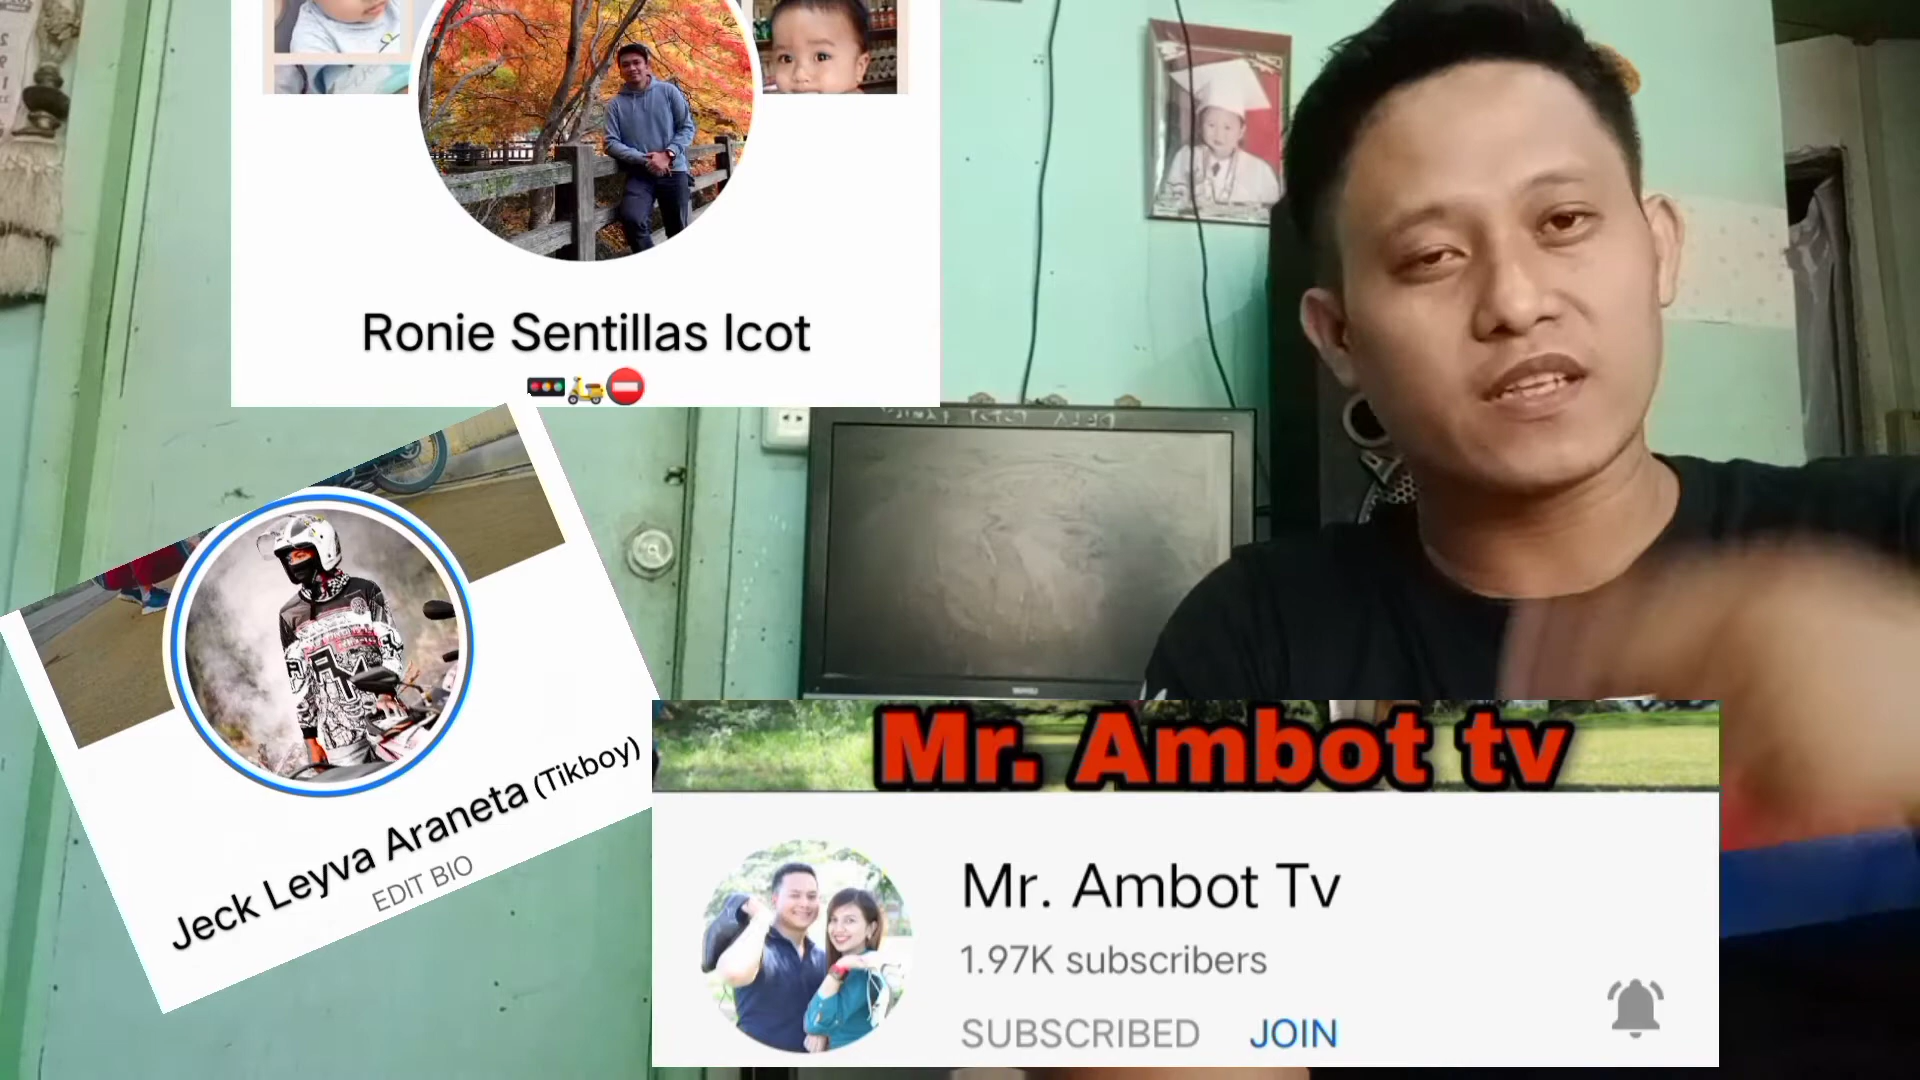 Ronie Sentillas Icot
Jeck Leyva Araneta (Tikboy)
EDIT BIO
Mr. Ambot tv
Mr. Ambot Tv
1.97K subscribers
SUBSCRIBED JOIN